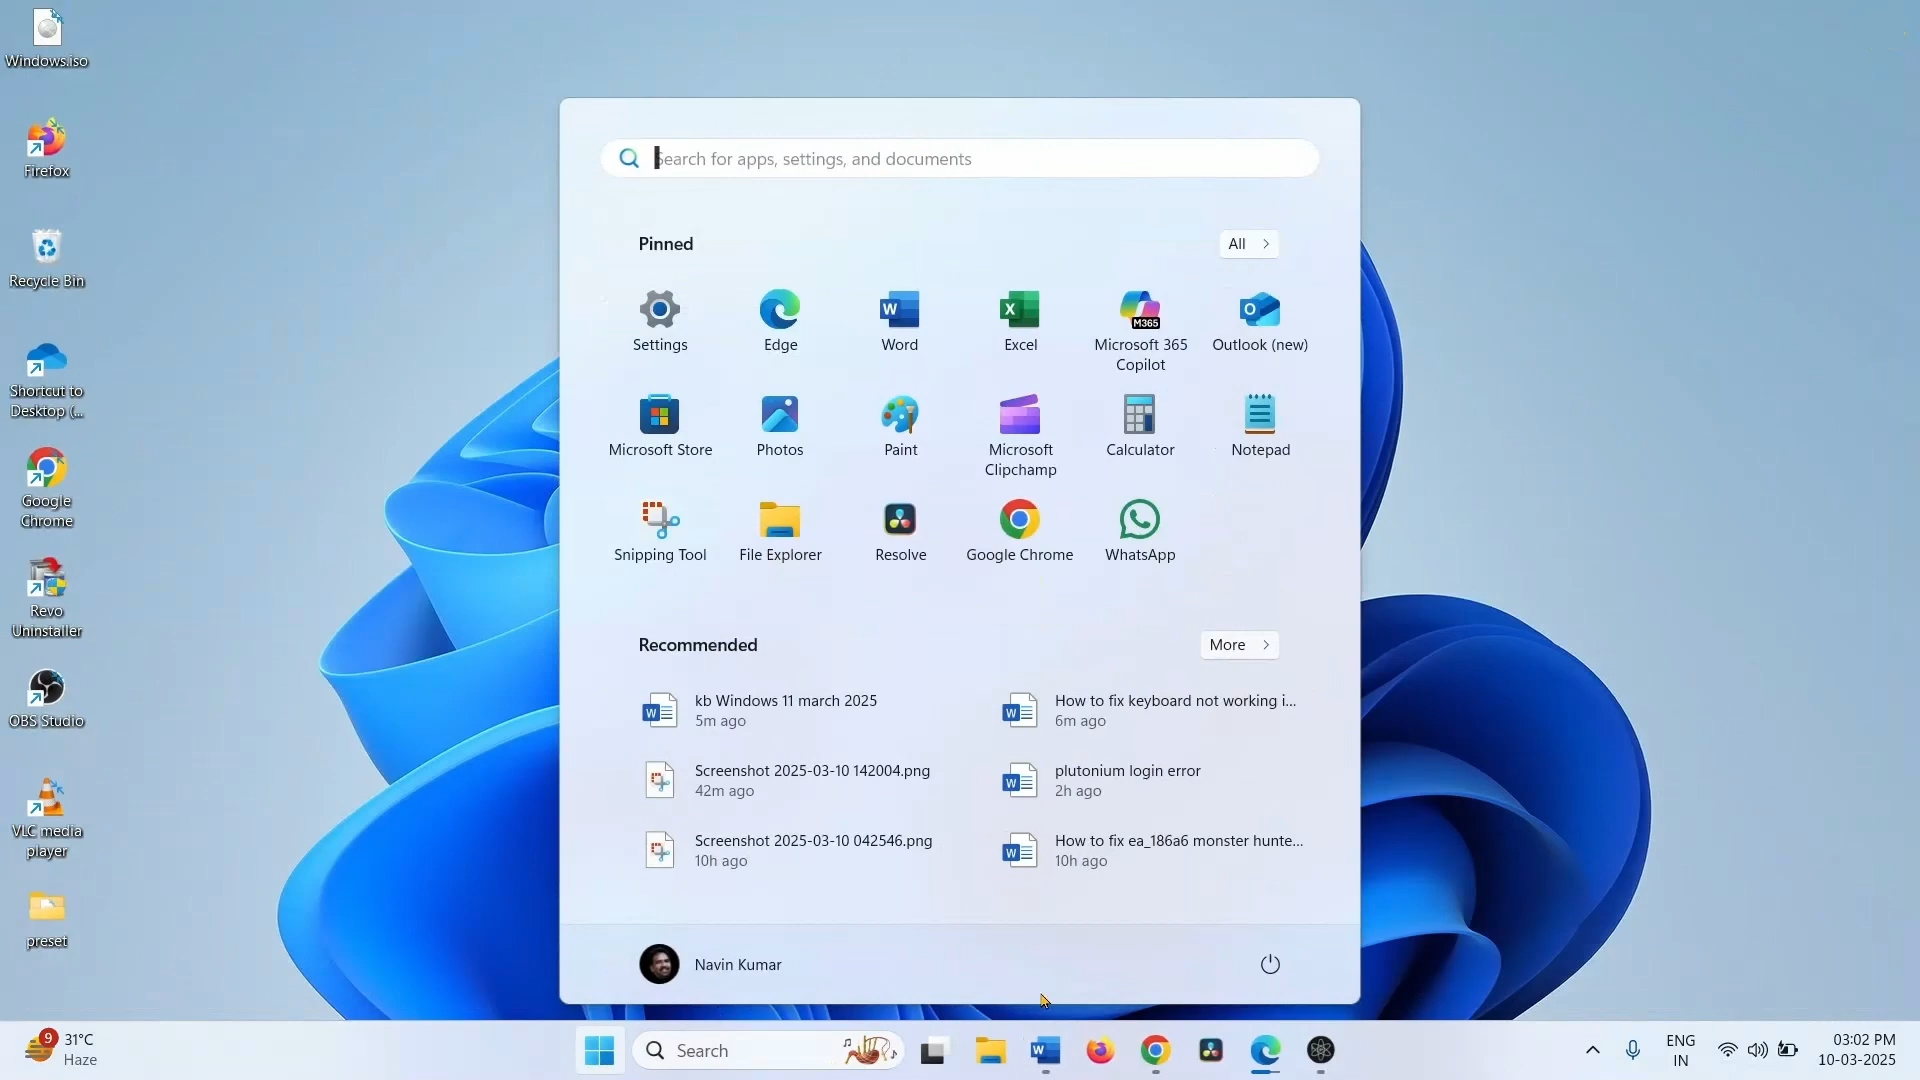 Windows.iso
Firefox
Recycle Bin
Shortcut to
Desktop (...
Google
Chrome
Revo
Uninstaller
OBS Studio
VLC media
player
preset
Search for apps, settings, and documents
Pinned
All
Settings
Edge
Word
Excel
M365
Microsoft 365
Copilot
Outlook (new)
Microsoft Store
Photos
Paint
Microsoft
Clipchamp
Calculator
Notepad
Snipping Tool
File Explorer
Resolve
Google Chrome
WhatsApp
Recommended
More
kb Windows 11 march 2025
5m ago
How to fix keyboard not working i...
6m ago
Screenshot 2025-03-10 142004.png
42m ago
plutonium login error
2h ago
Screenshot 2025-03-10 042546.png
10h ago
How to fix ea_186a6 monster hunte...
10h ago
Navin Kumar
9
31°C
Haze
Search
ENG
IN
03:02 PM
10-03-2025